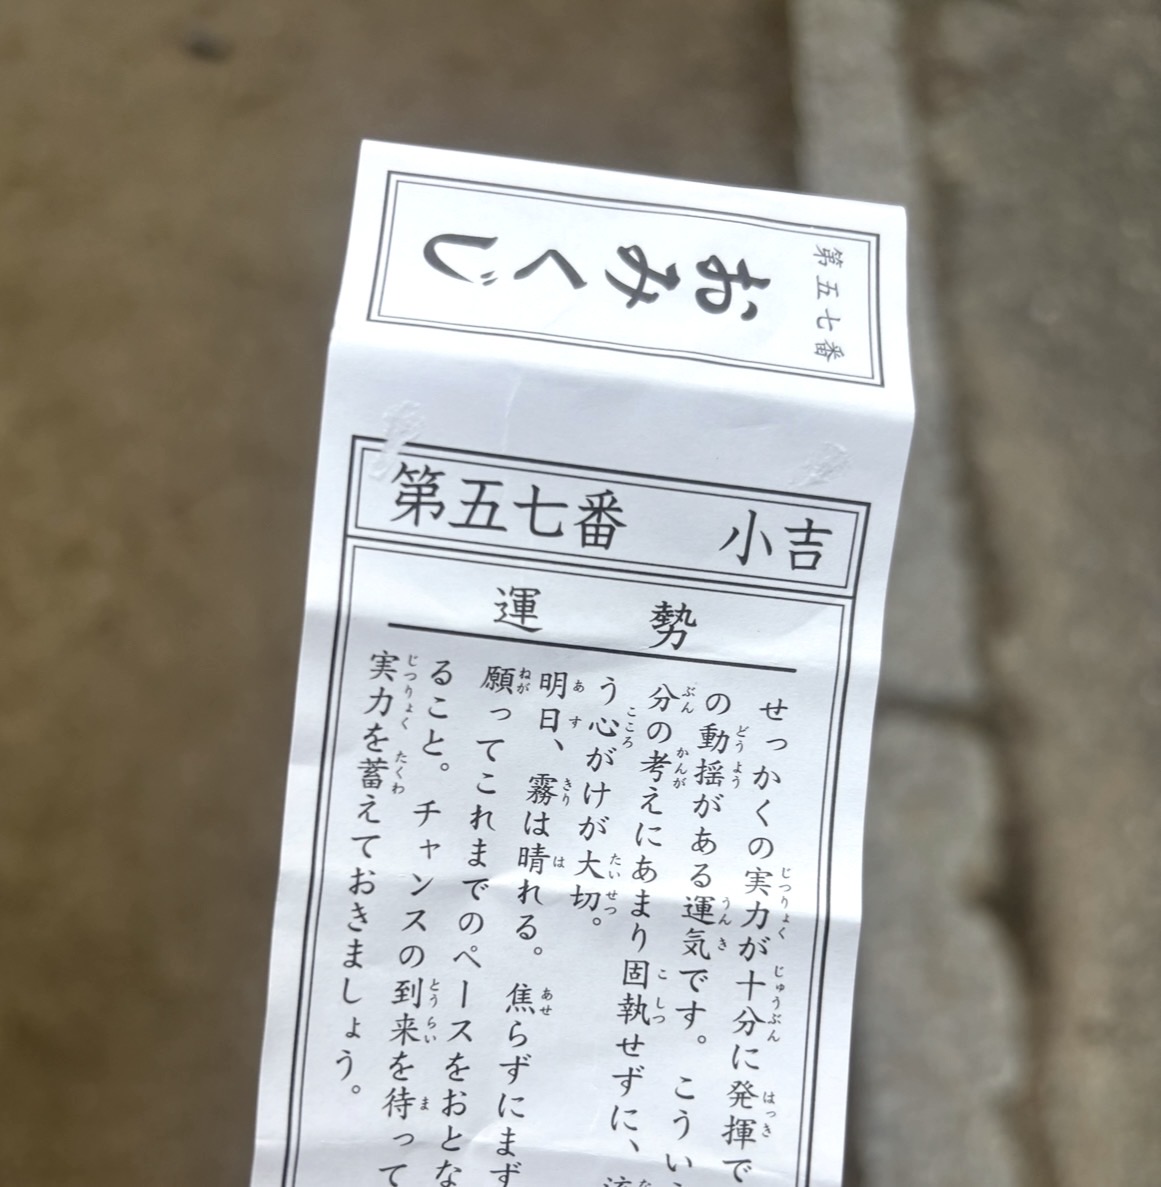 第五七番
おみくじ
第五七番 小吉
運勢
せっかくの実力が十分に発揮で
の動揺がある運気です。こうい
分の考えにあまり固執せずに、
う心がけが大切。
明日、霧は晴れる。焦らずにまず
願ってこれまでのペースをおとな
ること。チャンスの到来を待って
実力を蓄えておきましょう。